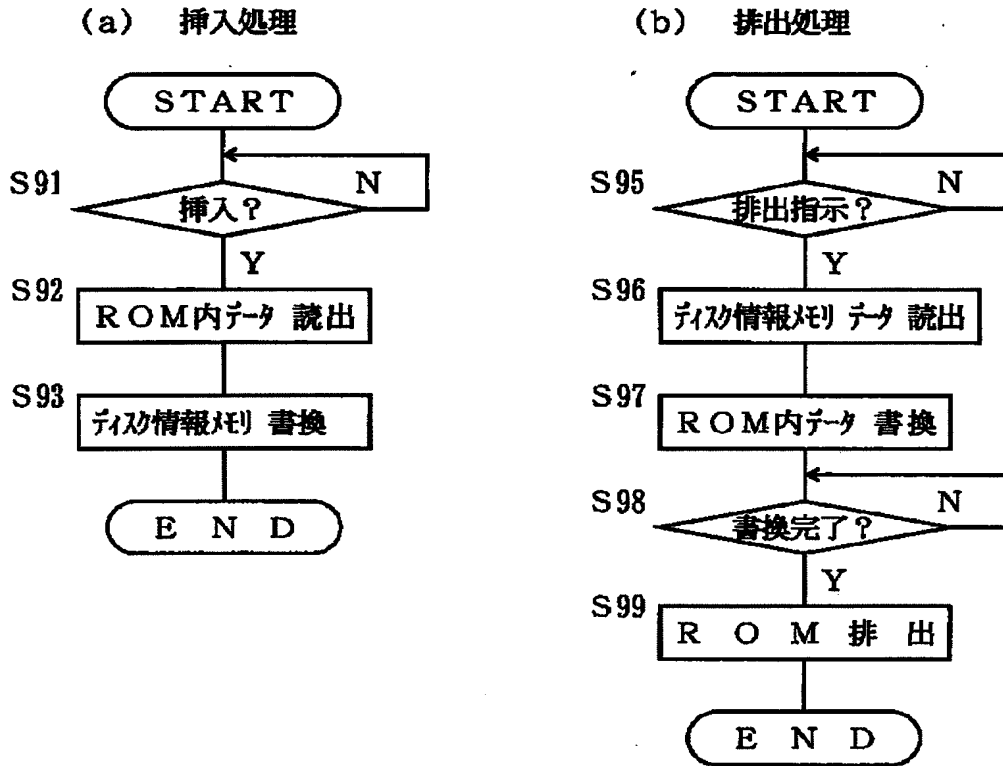 (a) 挿入処理
START
S91
挿入?
N
Y
S92
ROM内データ 読出
S93
ディスク情報メモリ 書換
END
(b) 排出処理
START
S95
排出指示?
N
Y
S96
ディスク情報メモリ データ 読出
S97
ROM内データ 書換
S98
書換完了?
N
Y
S99
ROM排出
END